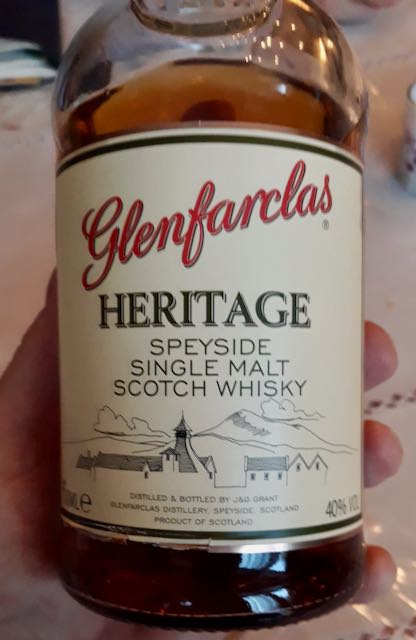 Glenfarclas®
HERITAGE
SPEYSIDE
SINGLE MALT
SCOTCH WHISKY
DISTILLED & BOTTLED BY J&G GRANT
GLENFARCLAS DISTILLERY, SPEYSIDE, SCOTLAND
PRODUCT OF SCOTLAND
40% VOL